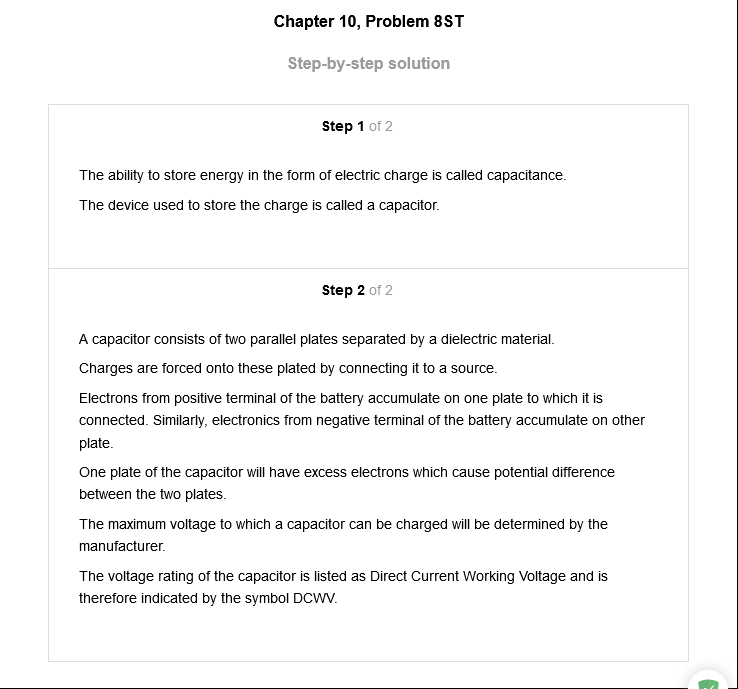 Chapter 10, Problem 8ST
Step-by-step solution
Step 1 of 2
The ability to store energy in the form of electric charge is called capacitance.
The device used to store the charge is called a capacitor.
Step 2 of 2
A capacitor consists of two parallel plates separated by a dielectric material.
Charges are forced onto these plated by connecting it to a source.
Electrons from positive terminal of the battery accumulate on one plate to which it is
connected. Similarly, electronics from negative terminal of the battery accumulate on other
plate.
One plate of the capacitor will have excess electrons which cause potential difference
between the two plates.
The maximum voltage to which a capacitor can be charged will be determined by the
manufacturer.
The voltage rating of the capacitor is listed as Direct Current Working Voltage and is
therefore indicated by the symbol DCWV.